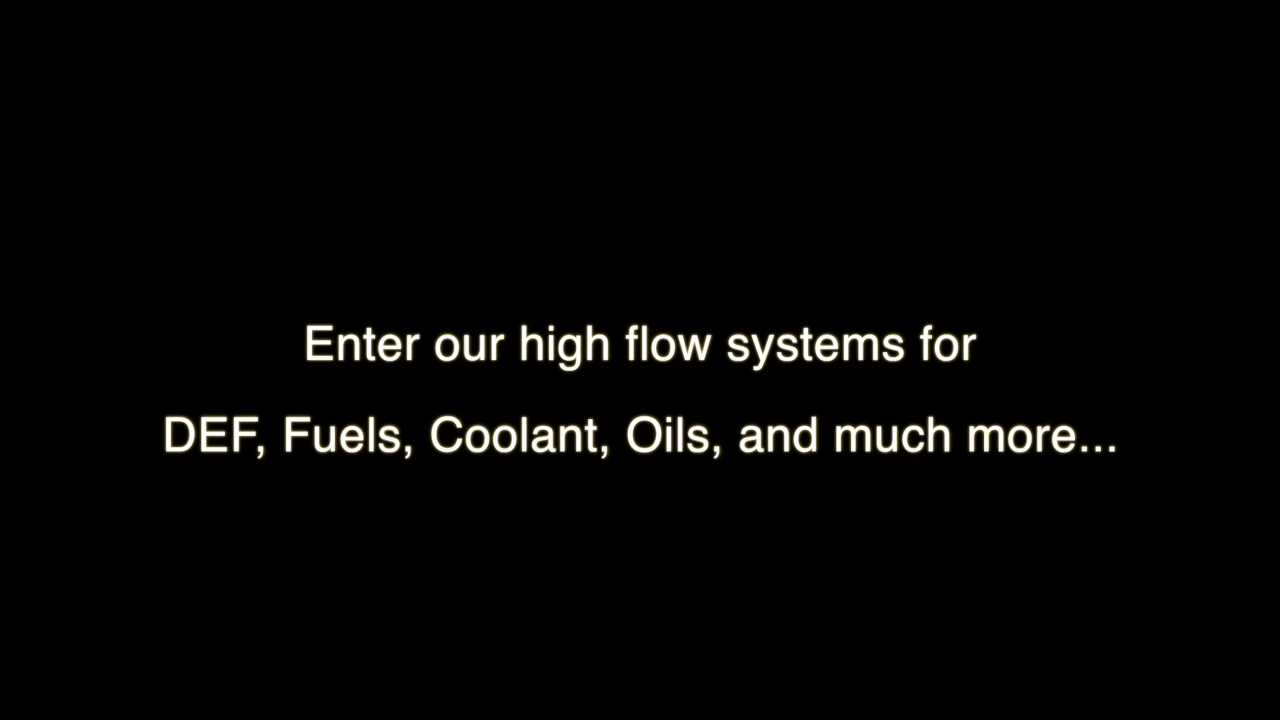 Enter our high flow systems for
DEF, Fuels, Coolant, Oils, and much more...